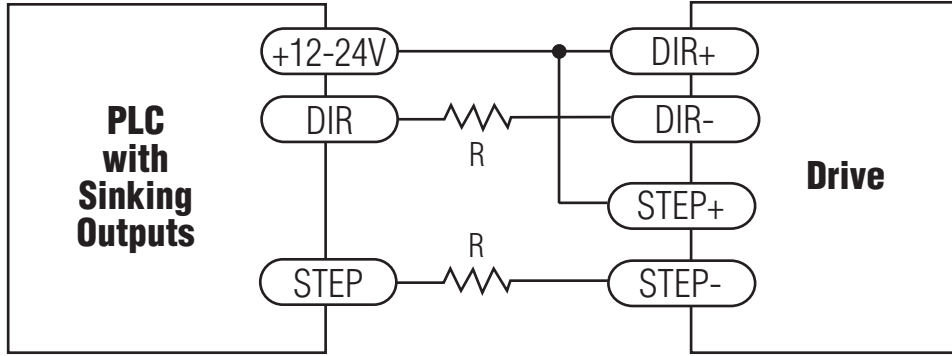 PLC
with
Sinking
Outputs
+12-24V
DIR
STEP
R
R
DIR+
DIR-
STEP+
STEP-
Drive